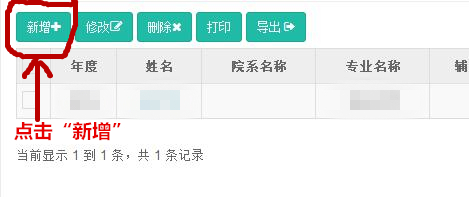 新增 修改 删除 打印 导出
年度 姓名 院系名称 专业名称 辅
点击“新增”
当前显示 1 到 1 条，共 1 条记录